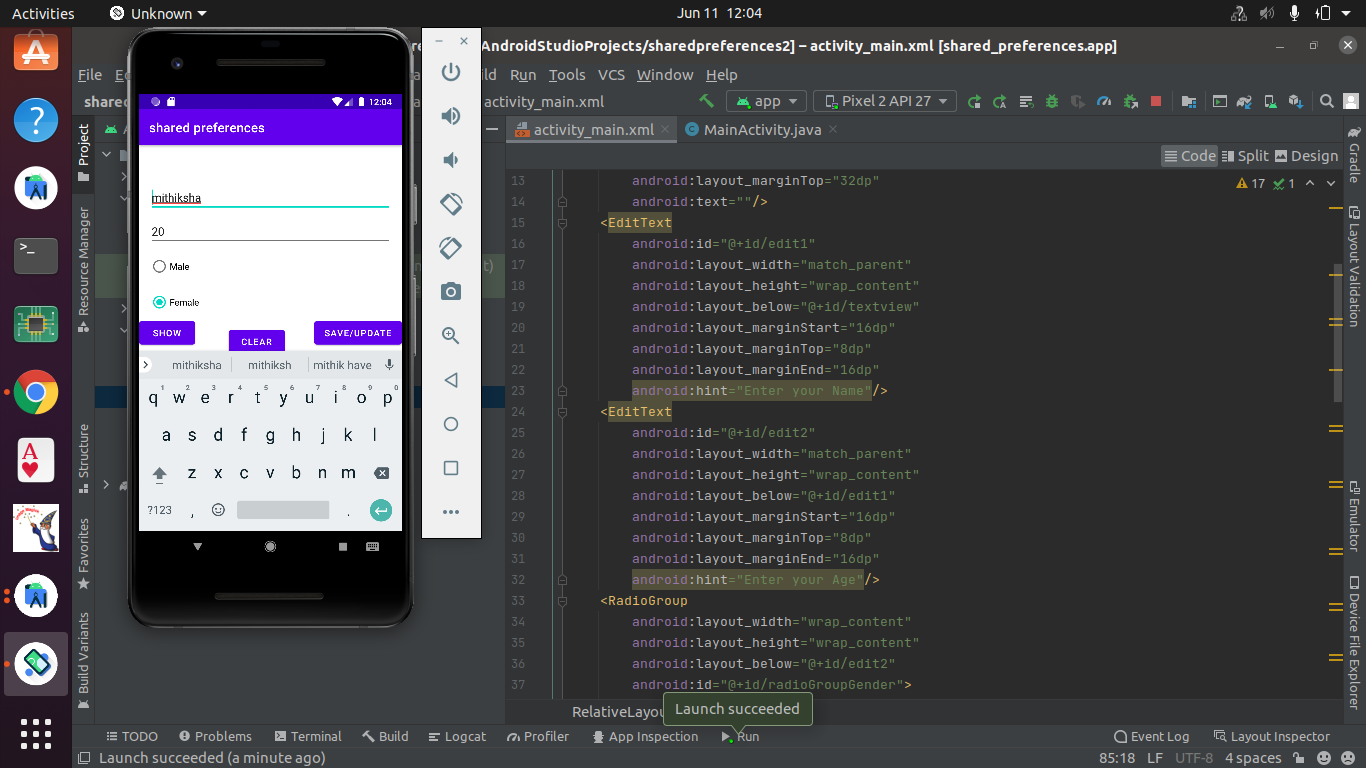 Activities
Unknown
Jun 11 12:04
AndroidStudioProjects/sharedpreferences2] – activity_main.xml [shared_preferences.app]
File
Run Tools VCS Window Help
activity_main.xml
app
Pixel 2 API 27
activity_main.xml
MainActivity.java
Code Split Design
17 1
12:04
shared preferences
mithiksha
20
Male
Female
SHOW
CLEAR
SAVE/UPDATE
mithiksha mithiksh mithik have
1 2 3 4 5 6 7 8 9 0
q w e r t y u i o p
a s d f g h j k l
z x c v b n m
?123 , .
Project
Resource Manager
Structure
Favorites
Build Variants
13 android:layout_marginTop="32dp"
14 android:text=""/>
15 <EditText
16 android:id="@+id/edit1"
17 android:layout_width="match_parent"
18 android:layout_height="wrap_content"
19 android:layout_below="@+id/textview"
20 android:layout_marginStart="16dp"
21 android:layout_marginTop="8dp"
22 android:layout_marginEnd="16dp"
23 android:hint="Enter your Name"/>
24 <EditText
25 android:id="@+id/edit2"
26 android:layout_width="match_parent"
27 android:layout_height="wrap_content"
28 android:layout_below="@+id/edit1"
29 android:layout_marginStart="16dp"
30 android:layout_marginTop="8dp"
31 android:layout_marginEnd="16dp"
32 android:hint="Enter your Age"/>
33 <RadioGroup
34 android:layout_width="wrap_content"
35 android:layout_height="wrap_content"
36 android:layout_below="@+id/edit2"
37 android:id="@+id/radioGroupGender">
Gradle
Layout Validation
Emulator
Device File Explorer
Launch succeeded
TODO Problems Terminal Build Logcat Profiler App Inspection Run Event Log Layout Inspector
Launch succeeded (a minute ago)
85:18 LF UTF-8 4 spaces